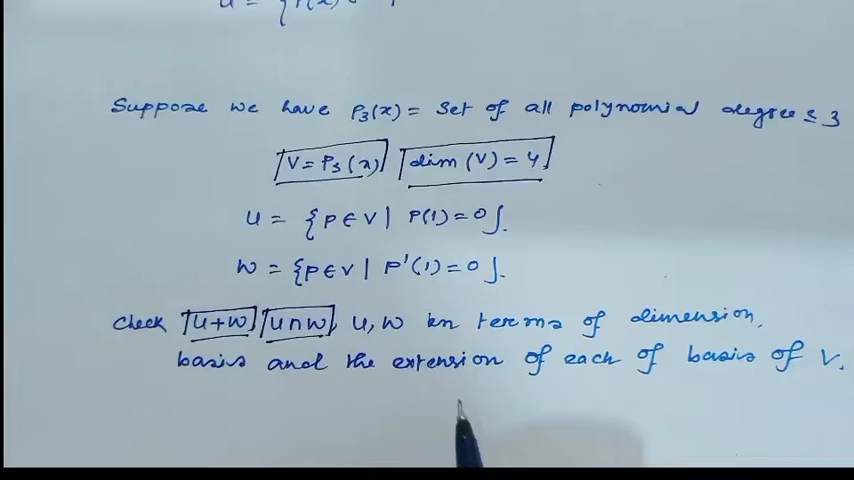 Suppose we have P₃(x) = Set of all polynomial degree ≤ 3
V = P₃(x) dim (V) = 4
U = {P ∈ V | P(1) = 0}.
W = {P ∈ V | P'(1) = 0}.
Check U+W U∩W, U, W in terms of dimension,
basis and the extension of each of basis of V.